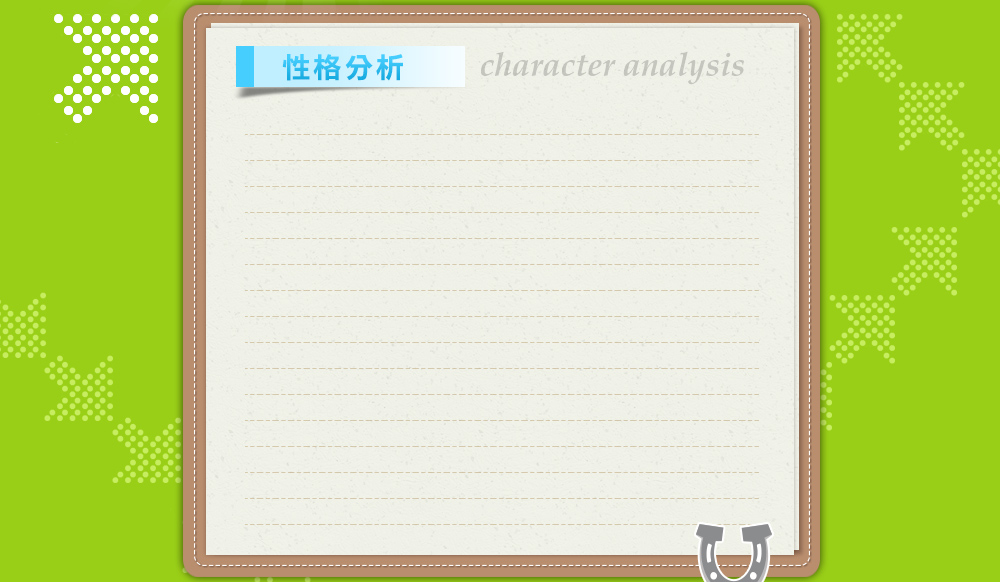 性格分析 character analysis